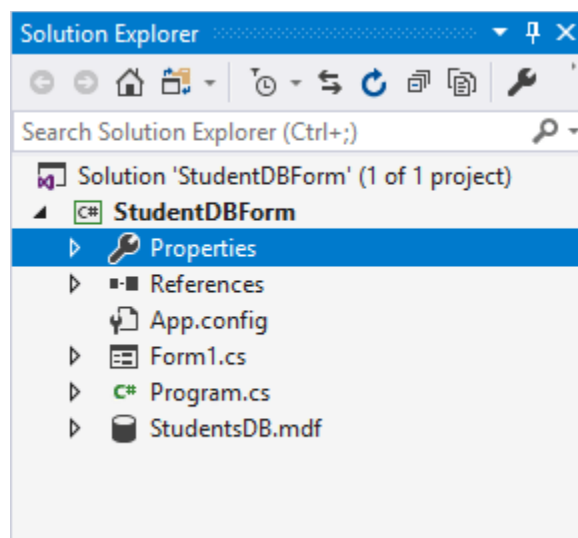 Solution Explorer
Search Solution Explorer (Ctrl+;)
Solution 'StudentDBForm' (1 of 1 project)
C# StudentDBForm
Properties
References
App.config
Form1.cs
C# Program.cs
StudentsDB.mdf